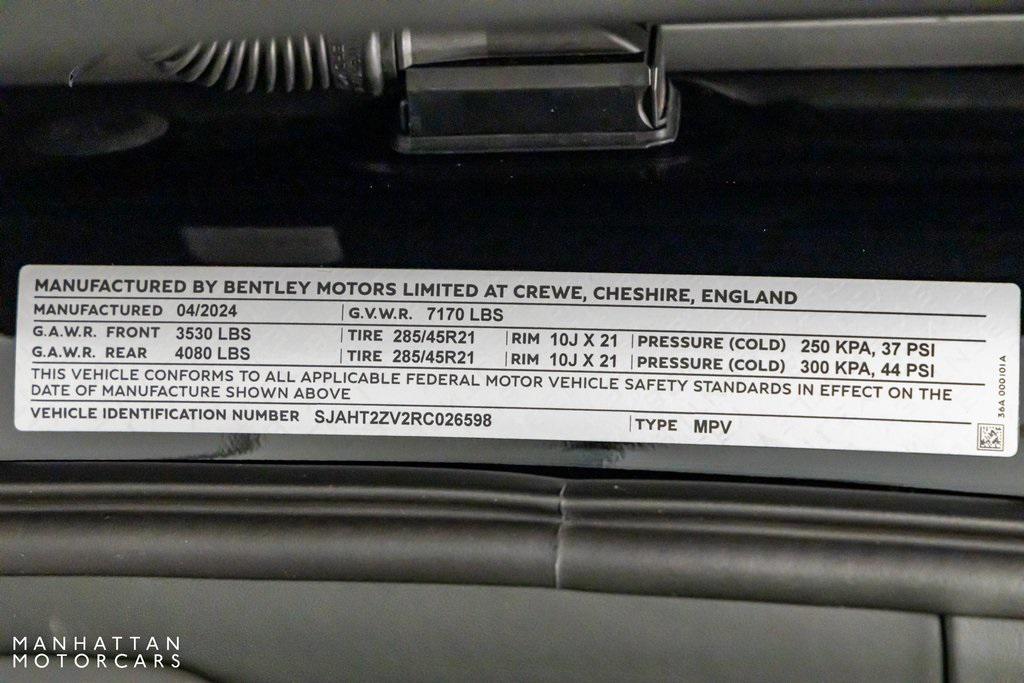 MANUFACTURED BY BENTLEY MOTORS LIMITED AT CREWE, CHESHIRE, ENGLAND
MANUFACTURED 04/2024 G.V.W.R. 7170 LBS
G.A.W.R. FRONT 3530 LBS TIRE 285/45R21 RIM 10J X 21 PRESSURE (COLD) 250 KPA, 37 PSI
G.A.W.R. REAR 4080 LBS TIRE 285/45R21 RIM 10J X 21 PRESSURE (COLD) 300 KPA, 44 PSI
THIS VEHICLE CONFORMS TO ALL APPLICABLE FEDERAL MOTOR VEHICLE SAFETY STANDARDS IN EFFECT ON THE
DATE OF MANUFACTURE SHOWN ABOVE
VEHICLE IDENTIFICATION NUMBER SJAHT2ZV2RC026598 TYPE MPV
36A 000101A
MANHATTAN
MOTORCARS